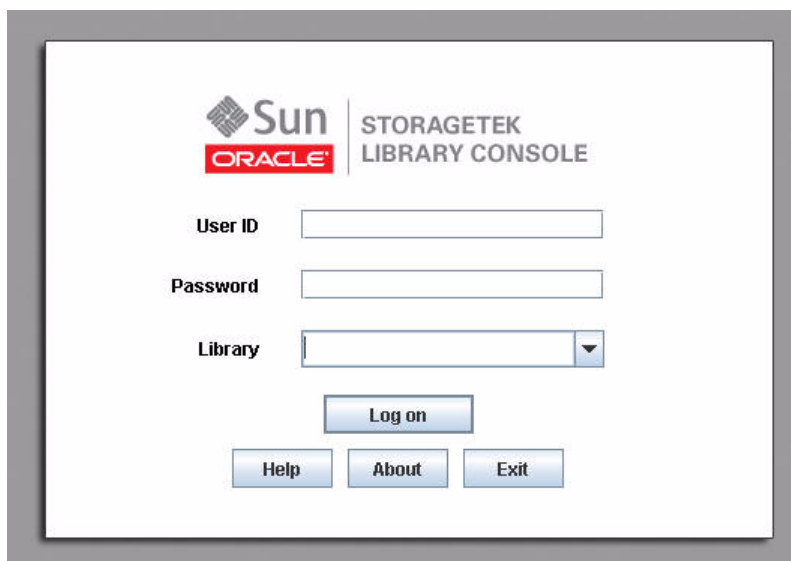 Sun
ORACLE
STORAGETEK
LIBRARY CONSOLE
User ID
Password
Library
Log on
Help
About
Exit